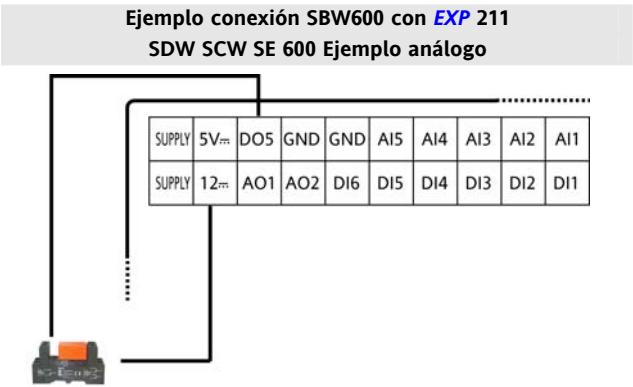 Ejemplo conexión SBW600 con EXP 211
SDW SCW SE 600 Ejemplo análogo
SUPPLY 5V⎓ DO5 GND GND AI5 AI4 AI3 AI2 AI1
SUPPLY 12⎓ AO1 AO2 DI6 DI5 DI4 DI3 DI2 DI1